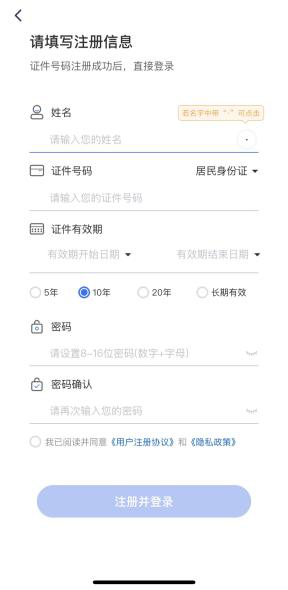 请填写注册信息
证件号码注册成功后，直接登录
姓名
若名字中带“·”可点击
请输入您的姓名 ·
证件号码 居民身份证
请输入您的证件号码
证件有效期
有效期开始日期 有效期结束日期
5年 10年 20年 长期有效
密码
请设置8-16位密码(数字+字母)
密码确认
请再次输入您的密码
我已阅读并同意《用户注册协议》和《隐私政策》
注册并登录